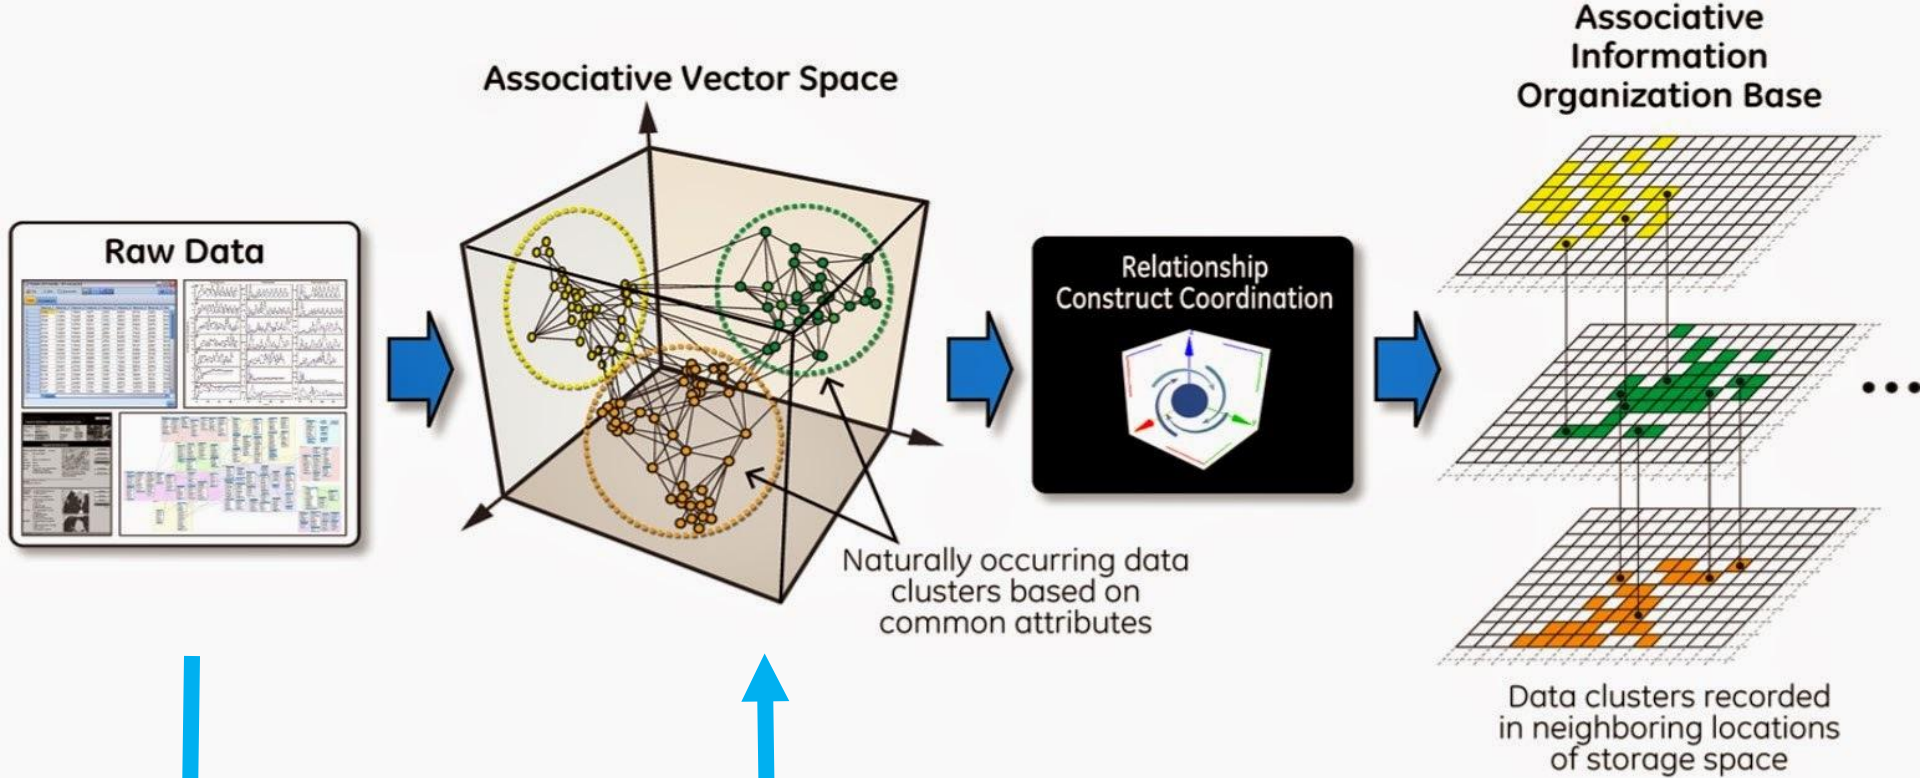 Associative
Information
Organization Base
Associative Vector Space
Raw Data
Relationship
Construct Coordination
Naturally occurring data
clusters based on
common attributes
Data clusters recorded
in neighboring locations
of storage space